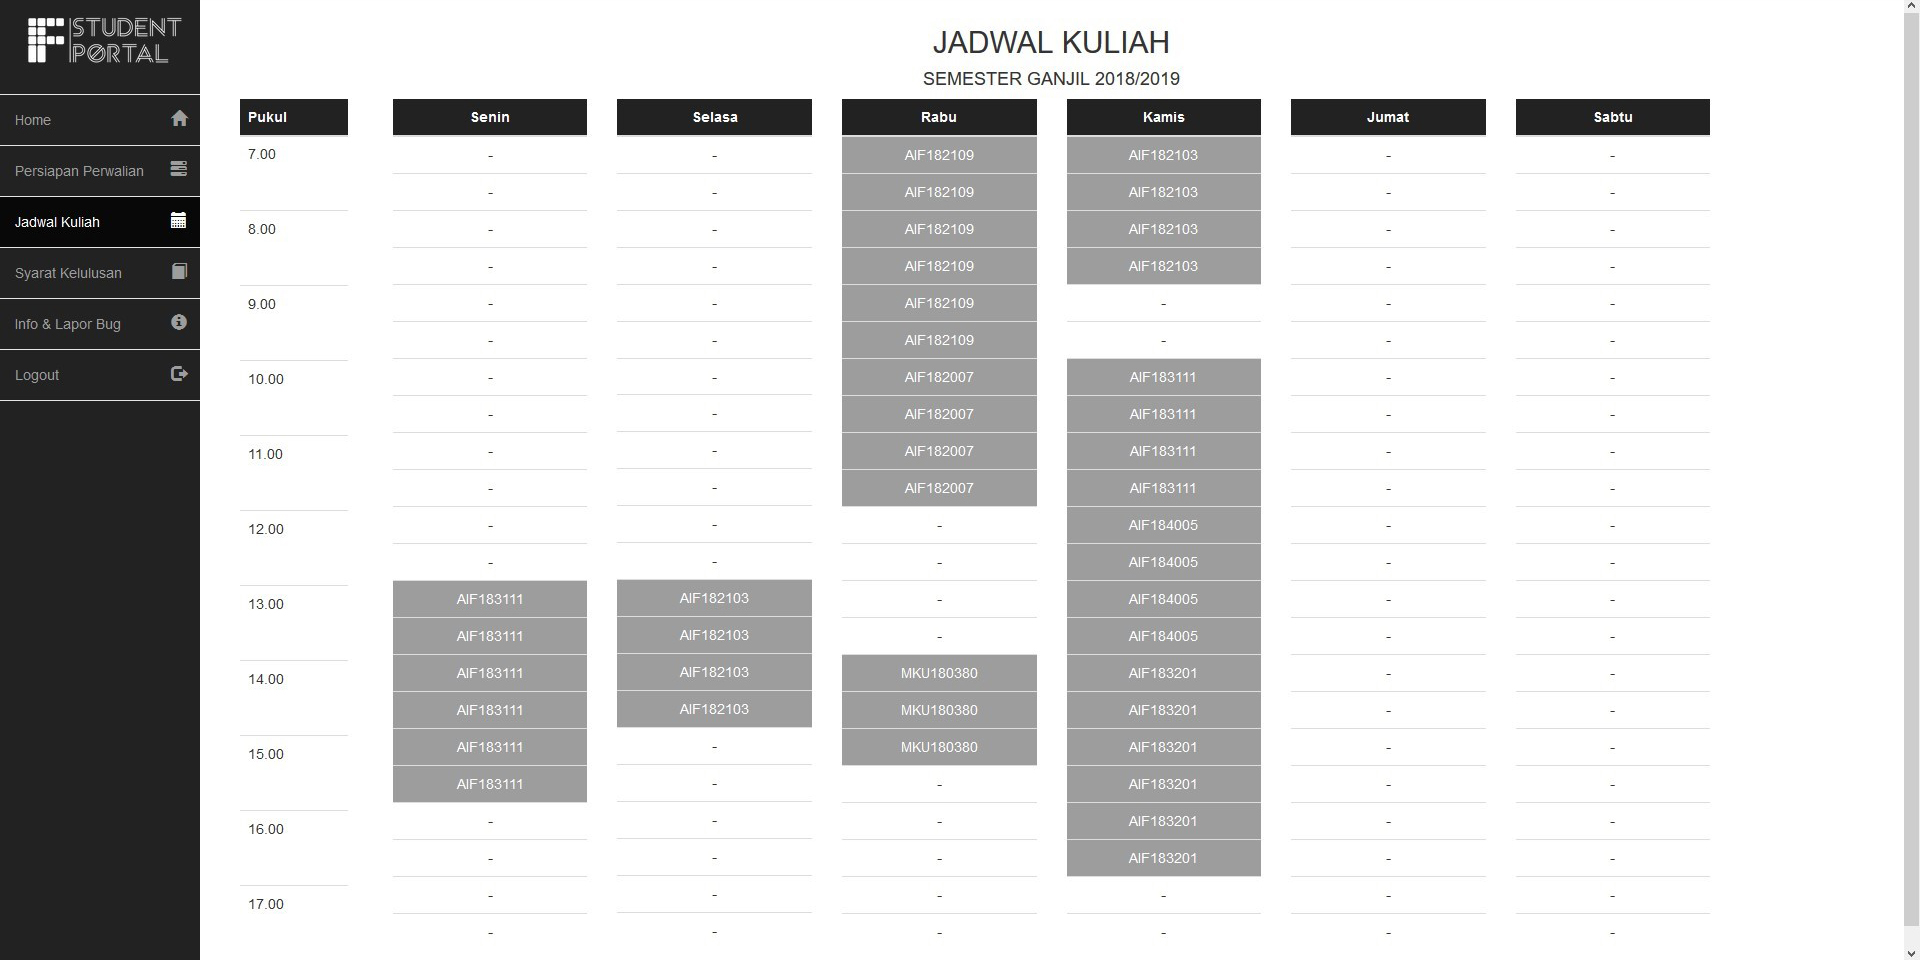 STUDENT
PORTAL
JADWAL KULIAH
SEMESTER GANJIL 2018/2019
Home
Persiapan Perwalian
Jadwal Kuliah
Syarat Kelulusan
Info & Lapor Bug
Logout
Pukul Senin Selasa Rabu Kamis Jumat Sabtu
7.00 - - AIF182109 AIF182103 - -
- - AIF182109 AIF182103 - -
8.00 - - AIF182109 AIF182103 - -
- - AIF182109 AIF182103 - -
9.00 - - AIF182109 - - -
- - AIF182109 - - -
10.00 - - AIF182007 AIF183111 - -
- - AIF182007 AIF183111 - -
11.00 - - AIF182007 AIF183111 - -
- - AIF182007 AIF183111 - -
12.00 - - - AIF184005 - -
- - - AIF184005 - -
13.00 AIF183111 AIF182103 - AIF184005 - -
AIF183111 AIF182103 - AIF184005 - -
14.00 AIF183111 AIF182103 MKU180380 AIF183201 - -
AIF183111 AIF182103 MKU180380 AIF183201 - -
15.00 AIF183111 - MKU180380 AIF183201 - -
AIF183111 - - AIF183201 - -
16.00 - - - AIF183201 - -
- - - AIF183201 - -
17.00 - - - - - -
- - - - - -